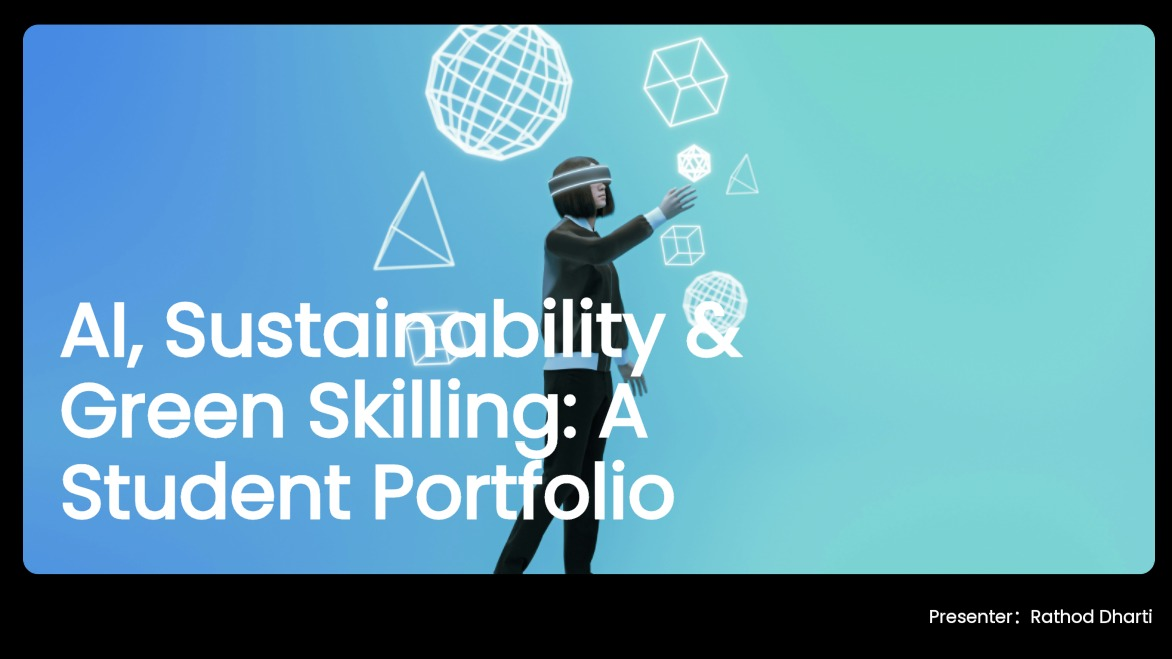 AI, Sustainability &
Green Skilling: A
Student Portfolio
Presenter：Rathod Dharti